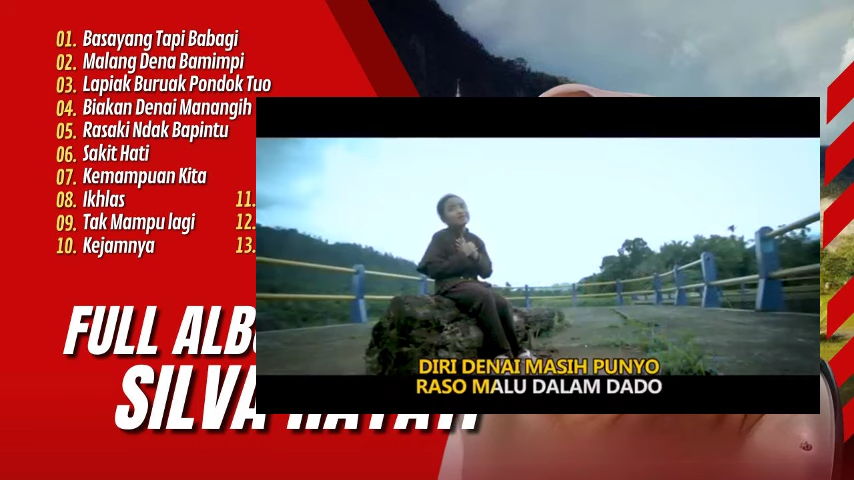 01. Basayang Tapi Babagi
02. Malang Dena Bamimpi
03. Lapiak Buruak Pondok Tuo
04. Biakan Denai Manangih
05. Rasaki Ndak Bapintu
06. Sakit Hati
07. Kemampuan Kita
08. Ikhlas 11.
09. Tak Mampu lagi 12.
10. Kejamnya 13.
FULL
SILVA
DIRI DENAI MASIH PUNYO
RASO MALU DALAM DADO